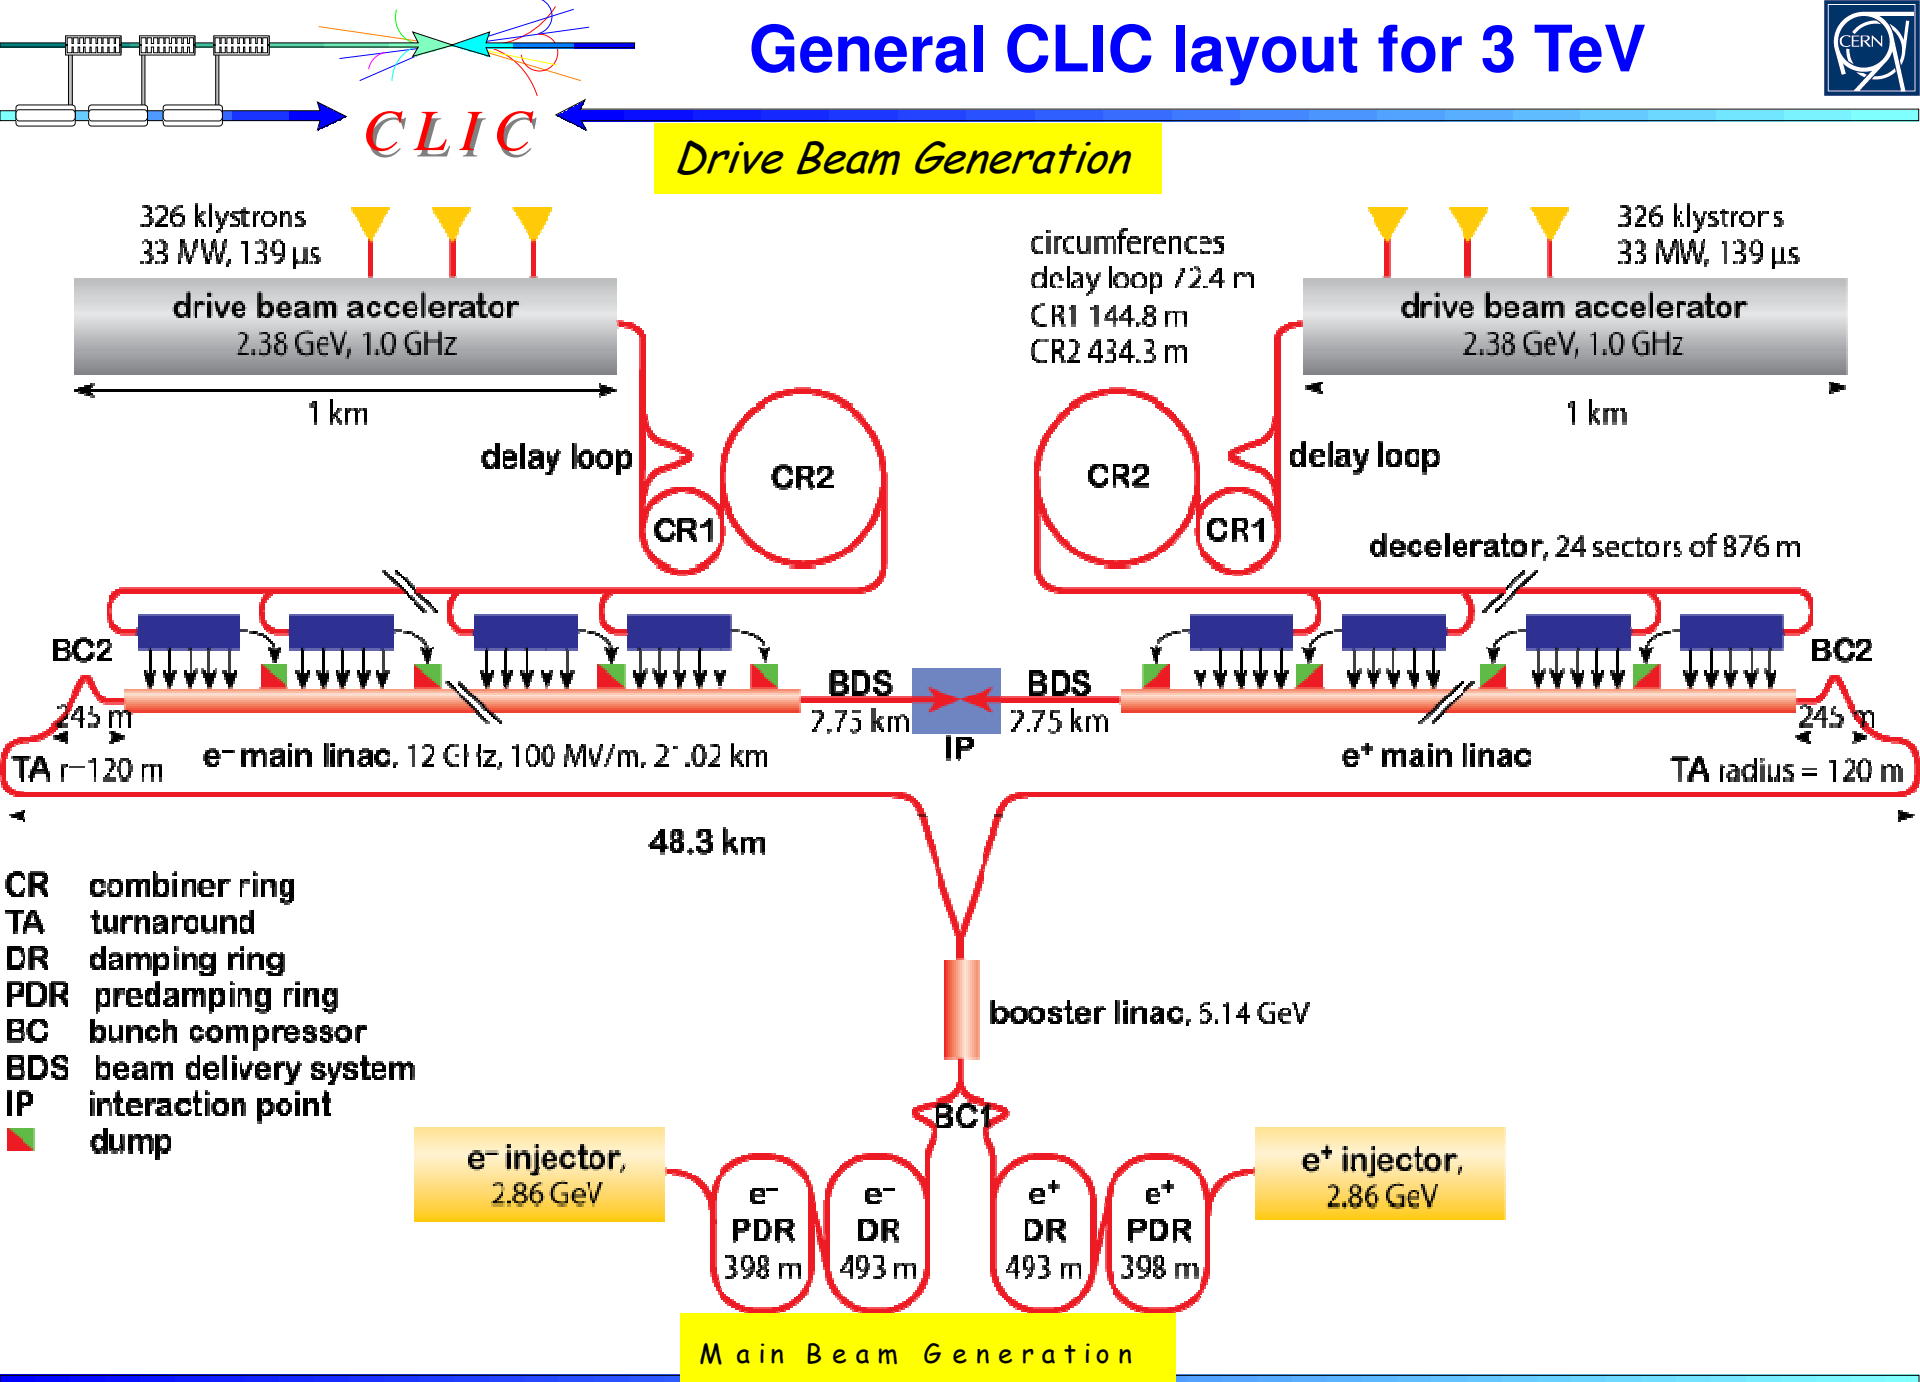 General CLIC layout for 3 TeV
CERN
CLIC
Drive Beam Generation
326 klystrons
33 MW, 139 µs
drive beam accelerator
2.38 GeV, 1.0 GHz
1 km
circumferences
delay loop 72.4 m
CR1 144.8 m
CR2 434.3 m
326 klystrons
33 MW, 139 µs
drive beam accelerator
2.38 GeV, 1.0 GHz
1 km
delay loop
CR1
CR2
CR2
CR1
delay loop
decelerator, 24 sectors of 876 m
BC2
245 m
TA r=120 m
e⁻ main linac, 12 GHz, 100 MV/m, 21.02 km
BDS
2.75 km
IP
BDS
2.75 km
e⁺ main linac
BC2
245 m
TA radius = 120 m
48.3 km
CR combiner ring
TA turnaround
DR damping ring
PDR predamping ring
BC bunch compressor
BDS beam delivery system
IP interaction point
dump
booster linac, 6.14 GeV
BC1
e⁻ injector,
2.86 GeV
e⁻
PDR
398 m
e⁻
DR
493 m
e⁺
DR
493 m
e⁺
PDR
398 m
e⁺ injector,
2.86 GeV
Main Beam Generation